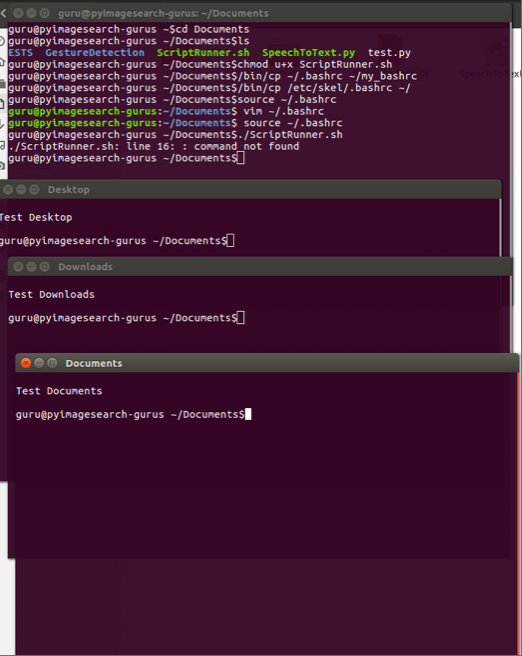 guru@pyimagesearch-gurus: ~/Documents
guru@pyimagesearch-gurus ~$cd Documents
guru@pyimagesearch-gurus ~/Documents$ls
ESTS GestureDetection ScriptRunner.sh SpeechToText.py test.py
guru@pyimagesearch-gurus ~/Documents$chmod u+x ScriptRunner.sh
guru@pyimagesearch-gurus ~/Documents$/bin/cp ~/.bashrc ~/my_bashrc
guru@pyimagesearch-gurus ~/Documents$/bin/cp /etc/skel/.bashrc ~/
guru@pyimagesearch-gurus ~/Documents$source ~/.bashrc
guru@pyimagesearch-gurus:~/Documents$ vim ~/.bashrc
guru@pyimagesearch-gurus:~/Documents$ source ~/.bashrc
guru@pyimagesearch-gurus ~/Documents$./ScriptRunner.sh
./ScriptRunner.sh: line 16: : command not found
guru@pyimagesearch-gurus ~/Documents$
Desktop
Test Desktop
guru@pyimagesearch-gurus ~/Documents$
Downloads
Test Downloads
guru@pyimagesearch-gurus ~/Documents$
Documents
Test Documents
guru@pyimagesearch-gurus ~/Documents$